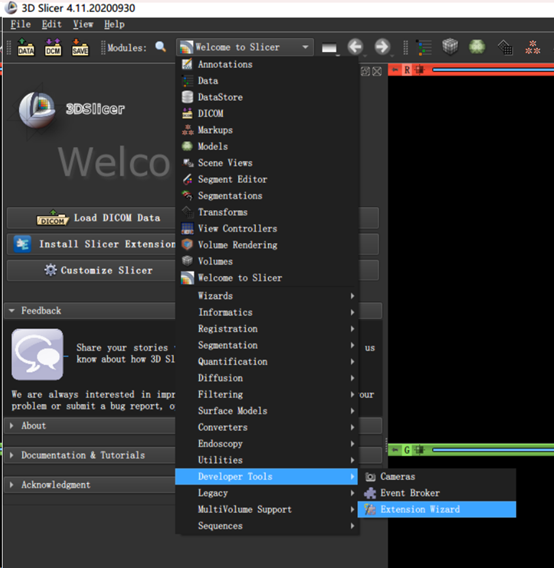 3D Slicer 4.11.20200930
File Edit View Help
DATA DCM SAVE Modules: Welcome to Slicer
Annotations
Data
DataStore
DICOM
Markups
Models
Scene Views
Segment Editor
Segmentations
Transforms
View Controllers
Volume Rendering
Volumes
Welcome to Slicer
Wizards
Informatics
Registration
Segmentation
Quantification
Diffusion
Filtering
Surface Models
Converters
Endoscopy
Utilities
Developer Tools
Legacy
MultiVolume Support
Sequences
Cameras
Event Broker
Extension Wizard
3DSlicer
Welco
DICOM Load DICOM Data
Install Slicer Extension
Customize Slicer
Feedback
Share your stories us
know about how 3D Sl
We are always interested in impr our
problem or submit a bug report, o
About
Documentation & Tutorials
Acknowledgment
R
G